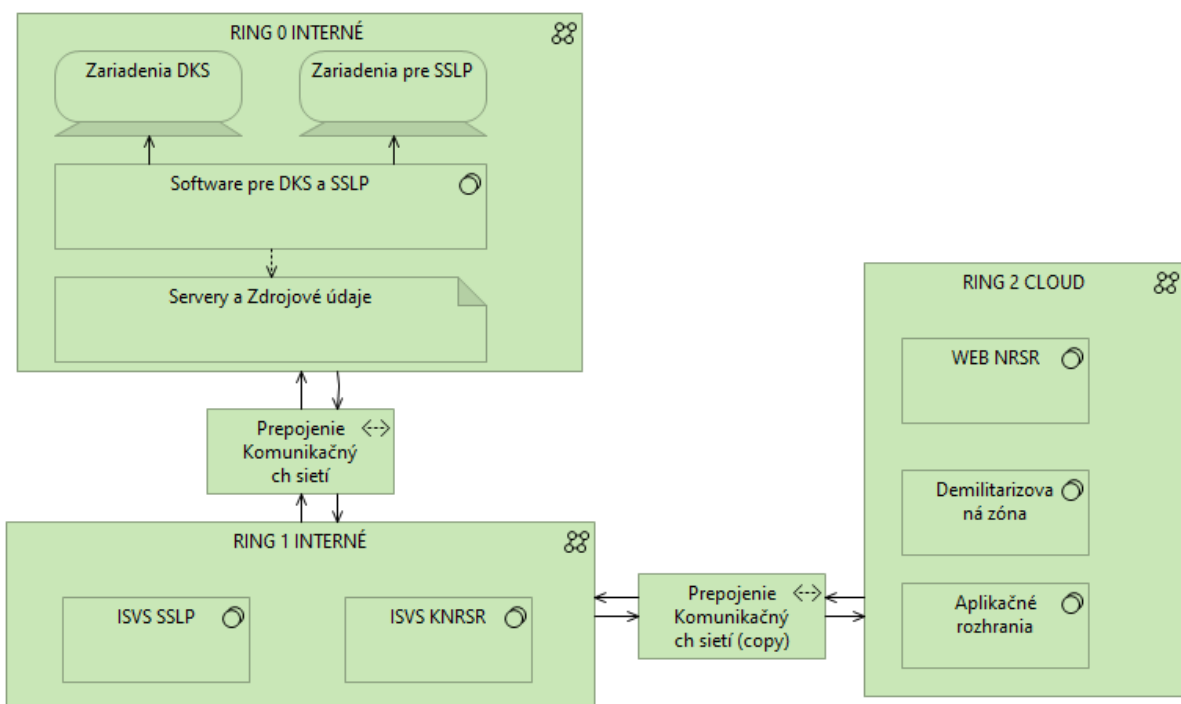 RING 0 INTERNÉ
Zariadenia DKS
Zariadenia pre SSLP
Software pre DKS a SSLP
Servery a Zdrojové údaje
Prepojenie
Komunikačný
ch sietí
RING 1 INTERNÉ
ISVS SSLP
ISVS KNRSR
Prepojenie
Komunikačný
ch sietí (copy)
RING 2 CLOUD
WEB NRSR
Demilitarizova
ná zóna
Aplikačné
rozhrania